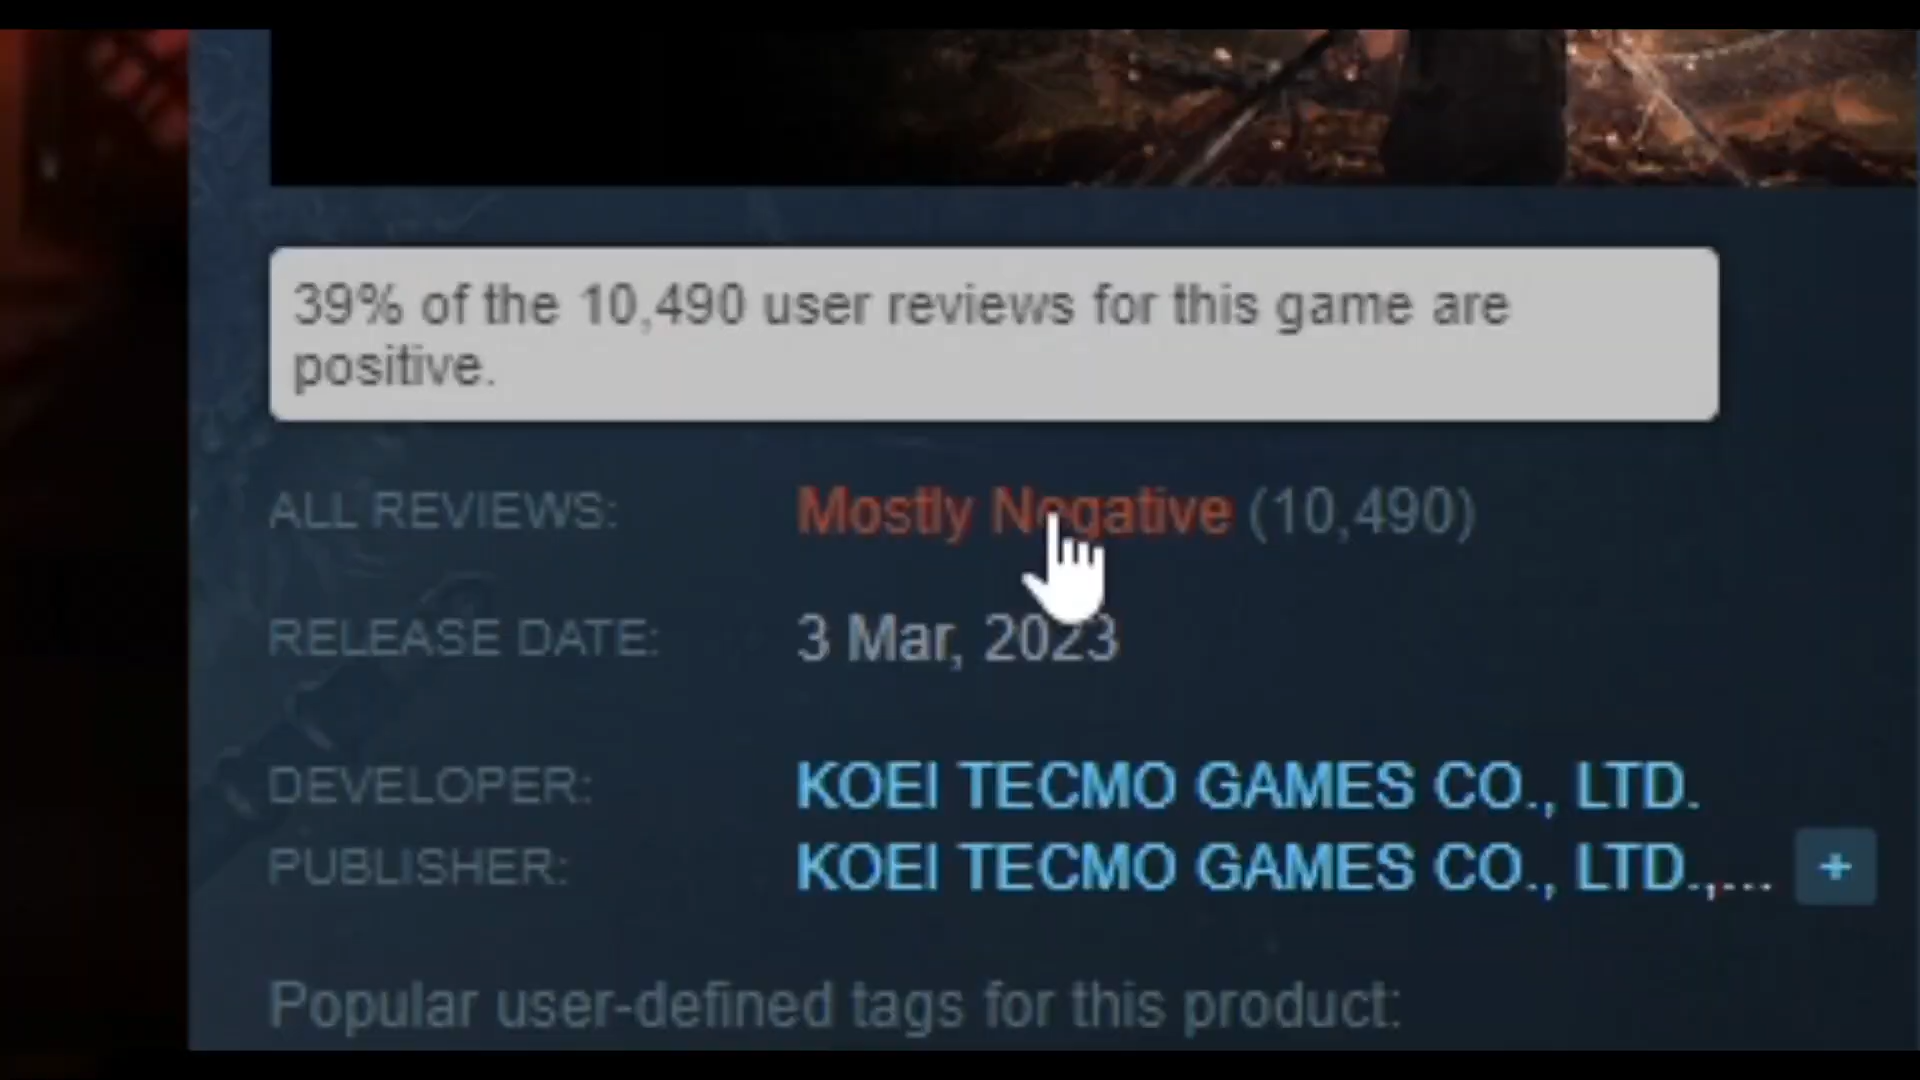 39% of the 10,490 user reviews for this game are
positive.
ALL REVIEWS: Mostly Negative (10,490)
RELEASE DATE: 3 Mar, 2023
DEVELOPER: KOEI TECMO GAMES CO., LTD.
PUBLISHER: KOEI TECMO GAMES CO., LTD.,... +
Popular user-defined tags for this product: